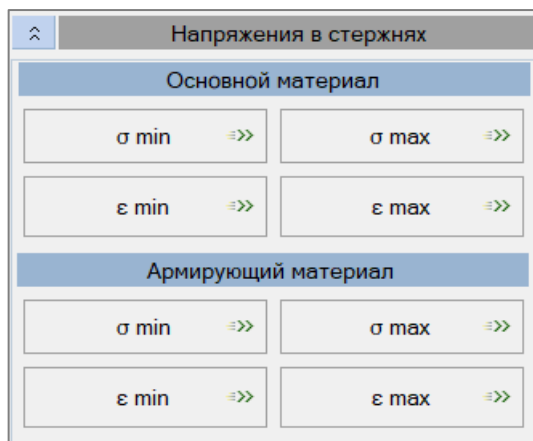 Напряжения в стержнях
Основной материал
σ min σ max
ε min ε max
Армирующий материал
σ min σ max
ε min ε max